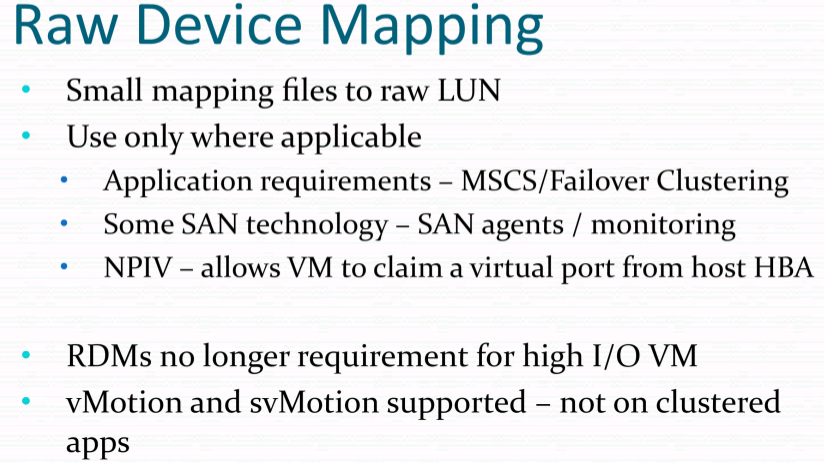 Raw Device Mapping
• Small mapping files to raw LUN
• Use only where applicable
• Application requirements – MSCS/Failover Clustering
• Some SAN technology – SAN agents / monitoring
• NPIV – allows VM to claim a virtual port from host HBA
• RDMs no longer requirement for high I/O VM
• vMotion and svMotion supported – not on clustered
apps